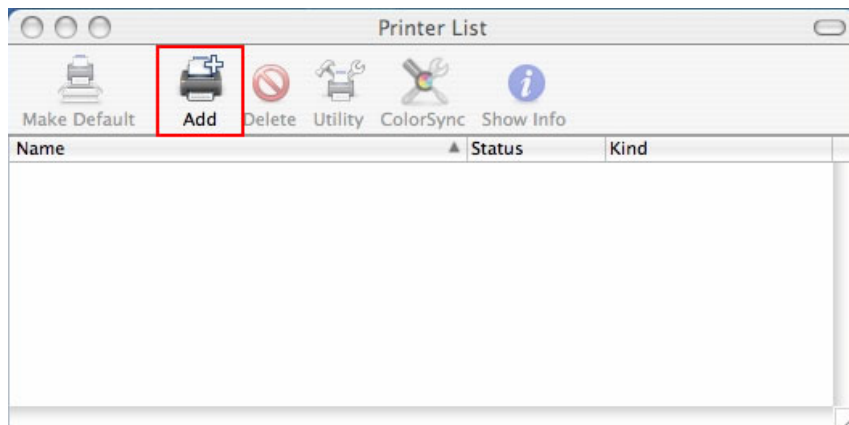 Printer List
Make Default Add Delete Utility ColorSync Show Info
Name Status Kind